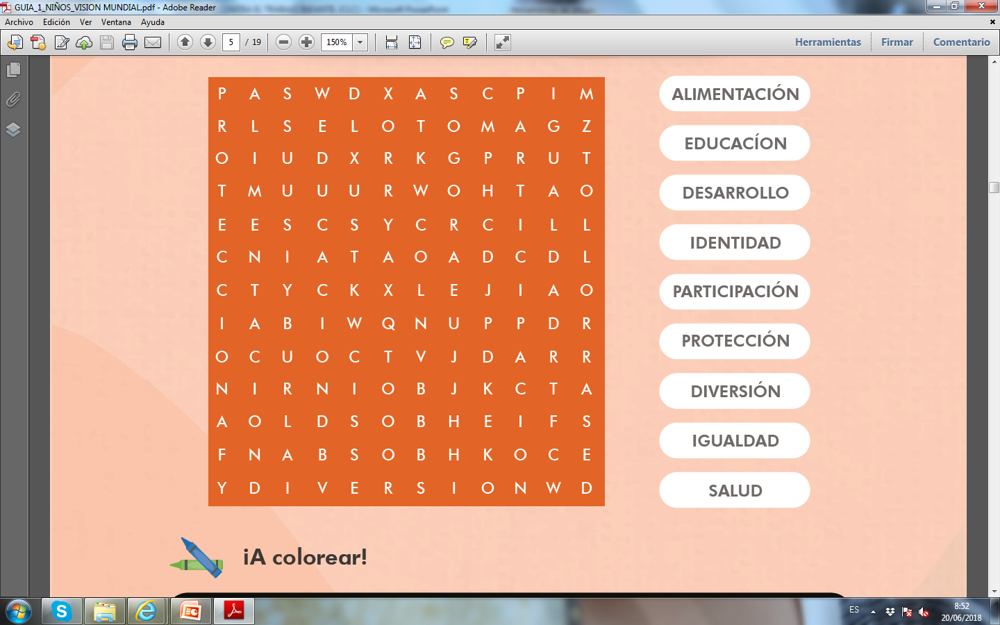 GUIA_1_NIÑOS_VISION MUNDIAL.pdf - Adobe Reader
Archivo Edición Ver Ventana Ayuda
5 / 19 150% Herramientas Firmar Comentario
P A S W D X A S C P I M
R L S E L O T O M A G Z
O I U D X R K G P R U T
T M U U U R W O H T A O
E E S C S Y C R C I L L
C N I A T A O A D C D L
C T Y C K X L E J I A O
I A B I W Q N U P P D R
O C U O C T V J D A R R
N I R N I O B J K C T A
A O L D S O B H E I F S
F N A B S O B H K O C E
Y D I V E R S I O N W D
ALIMENTACIÓN
EDUCACÍON
DESARROLLO
IDENTIDAD
PARTICIPACIÓN
PROTECCIÓN
DIVERSIÓN
IGUALDAD
SALUD
¡A colorear!
ES
8:52
20/06/2018